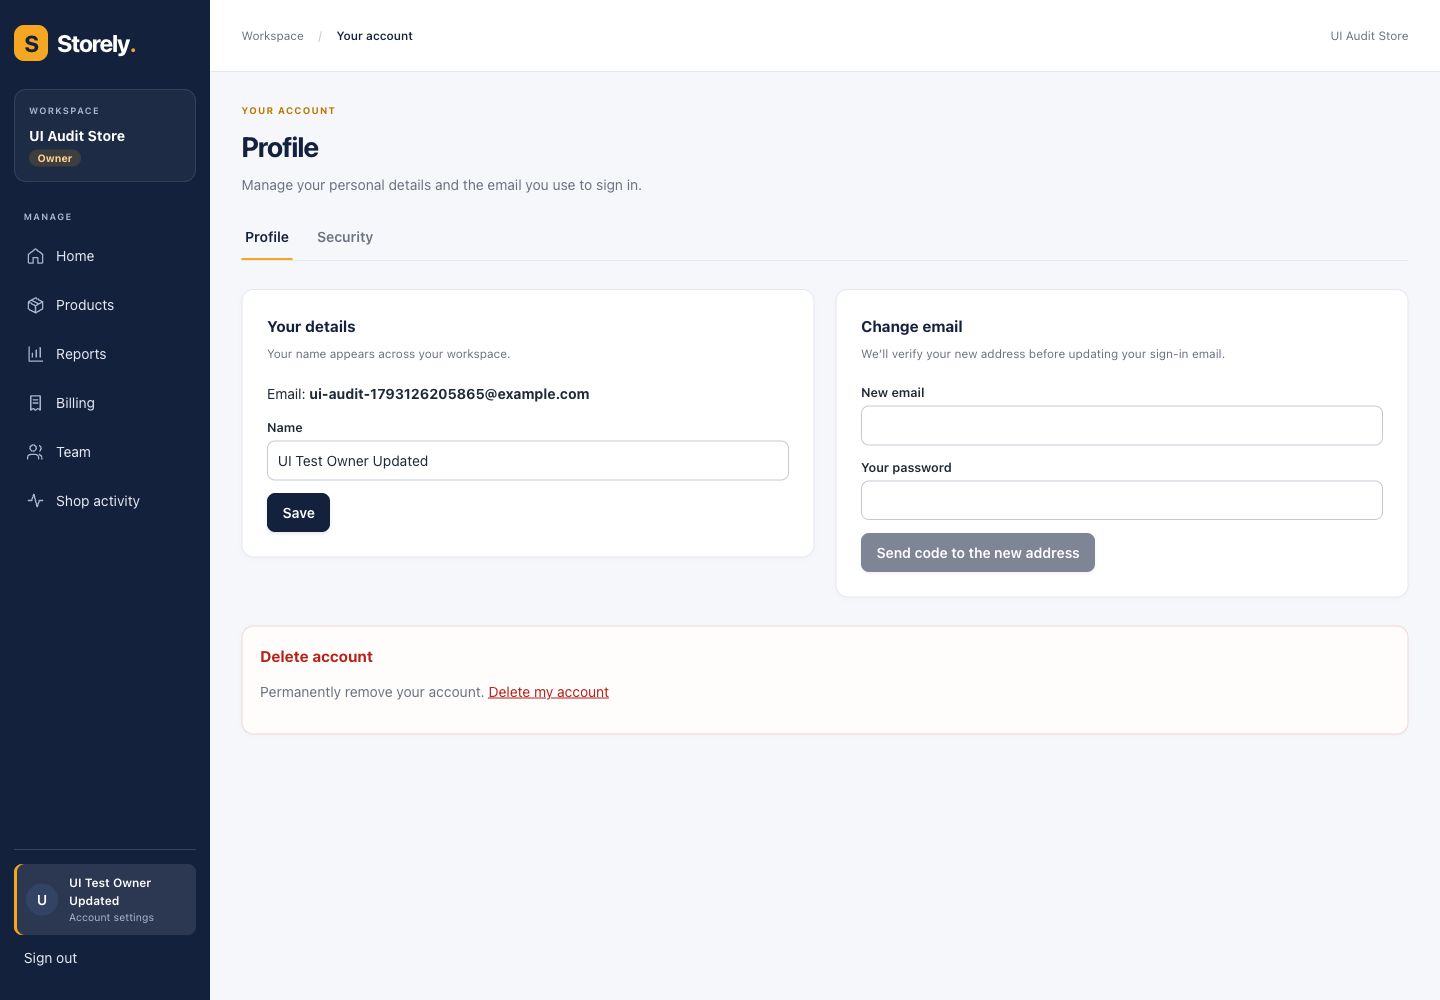 S Storely.
WORKSPACE
UI Audit Store
Owner
MANAGE
Home
Products
Reports
Billing
Team
Shop activity
U
UI Test Owner
Updated
Account settings
Sign out
Workspace / Your account
UI Audit Store
YOUR ACCOUNT
Profile
Manage your personal details and the email you use to sign in.
Profile Security
Your details
Your name appears across your workspace.
Email: ui-audit-1793126205865@example.com
Name
UI Test Owner Updated
Save
Change email
We'll verify your new address before updating your sign-in email.
New email
Your password
Send code to the new address
Delete account
Permanently remove your account. Delete my account